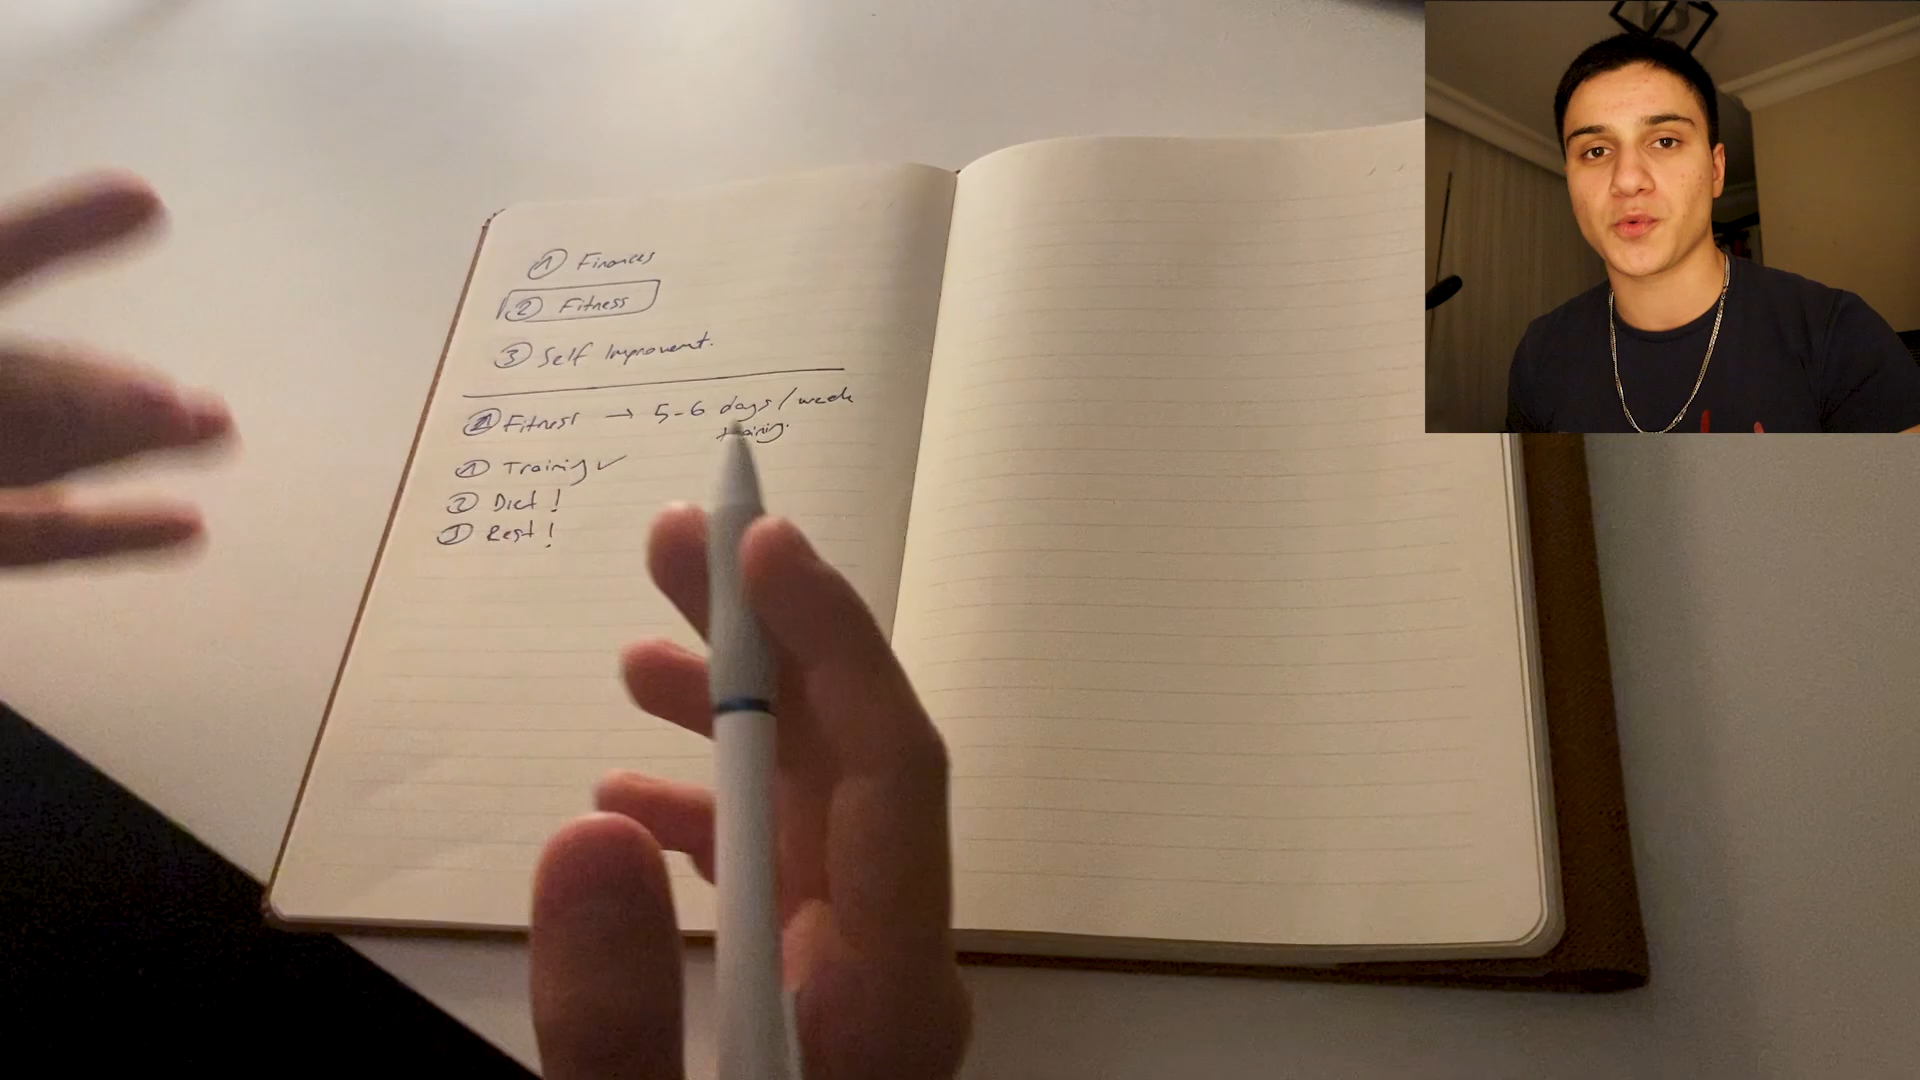 ① Finances
② Fitness
③ Self Improvemt.
② Fitness → 5-6 days/week
training.
① Training ✓
② Diet !
③ Rest !